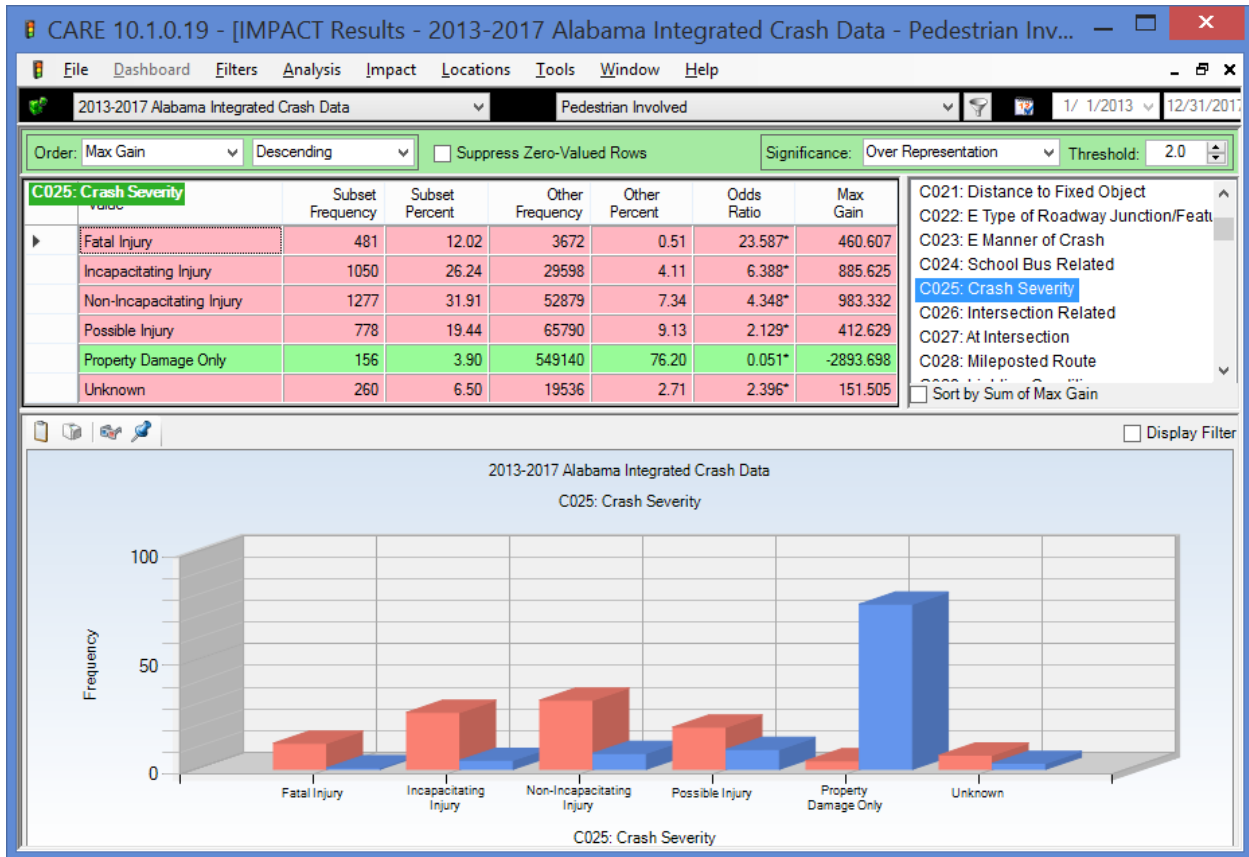 CARE 10.1.0.19 - [IMPACT Results - 2013-2017 Alabama Integrated Crash Data - Pedestrian Inv...
File Dashboard Filters Analysis Impact Locations Tools Window Help
2013-2017 Alabama Integrated Crash Data Pedestrian Involved 1/ 1/2013 12/31/2017
Order: Max Gain Descending Suppress Zero-Valued Rows Significance: Over Representation Threshold: 2.0
C025: Crash Severity
Subset Frequency Subset Percent Other Frequency Other Percent Odds Ratio Max Gain
Fatal Injury 481 12.02 3672 0.51 23.587* 460.607
Incapacitating Injury 1050 26.24 29598 4.11 6.388* 885.625
Non-Incapacitating Injury 1277 31.91 52879 7.34 4.348* 983.332
Possible Injury 778 19.44 65790 9.13 2.129* 412.629
Property Damage Only 156 3.90 549140 76.20 0.051* -2893.698
Unknown 260 6.50 19536 2.71 2.396* 151.505
C021: Distance to Fixed Object
C022: E Type of Roadway Junction/Featu
C023: E Manner of Crash
C024: School Bus Related
C025: Crash Severity
C026: Intersection Related
C027: At Intersection
C028: Mileposted Route
Sort by Sum of Max Gain
Display Filter
2013-2017 Alabama Integrated Crash Data
C025: Crash Severity
Frequency
100
50
0
Fatal Injury
Incapacitating
Injury
Non-Incapacitating
Injury
Possible Injury
Property
Damage Only
Unknown
C025: Crash Severity